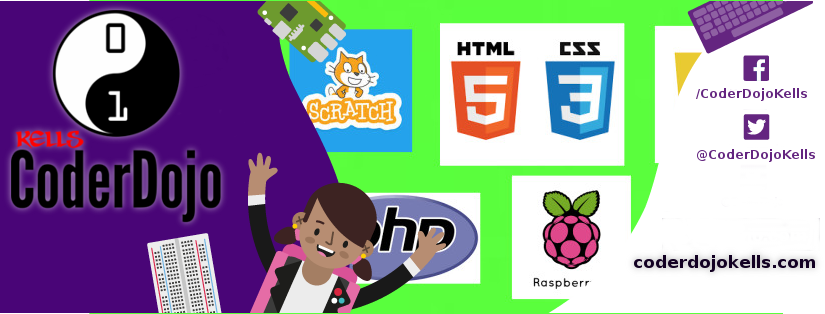 0
1
Kells
CoderDojo
SCRATCH
HTML
5
CSS
3
php
Raspberr
/CoderDojoKells
@CoderDojoKells
coderdojokells.com